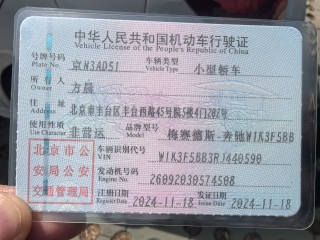 中华人民共和国机动车行驶证
Vehicle License of the People's Republic of China
号牌号码 京N3AD51 车辆类型 小型轿车
Plate No. Vehicle Type
所有人 方晨
Owner
住址 北京市丰台区丰台西路45号院5楼4门202号
Address
使用性质 非营运 品牌型号 梅赛德斯-奔驰W1K3F5BB
Use Character Model
车辆识别代号 W1K3F5BB3RJ440590
VIN
发动机号码 26092030574508
Engine No.
注册日期 2024-11-18 发证日期 2024-11-18
Register Date Issue Date
北京市公
安局公安
交通管理局